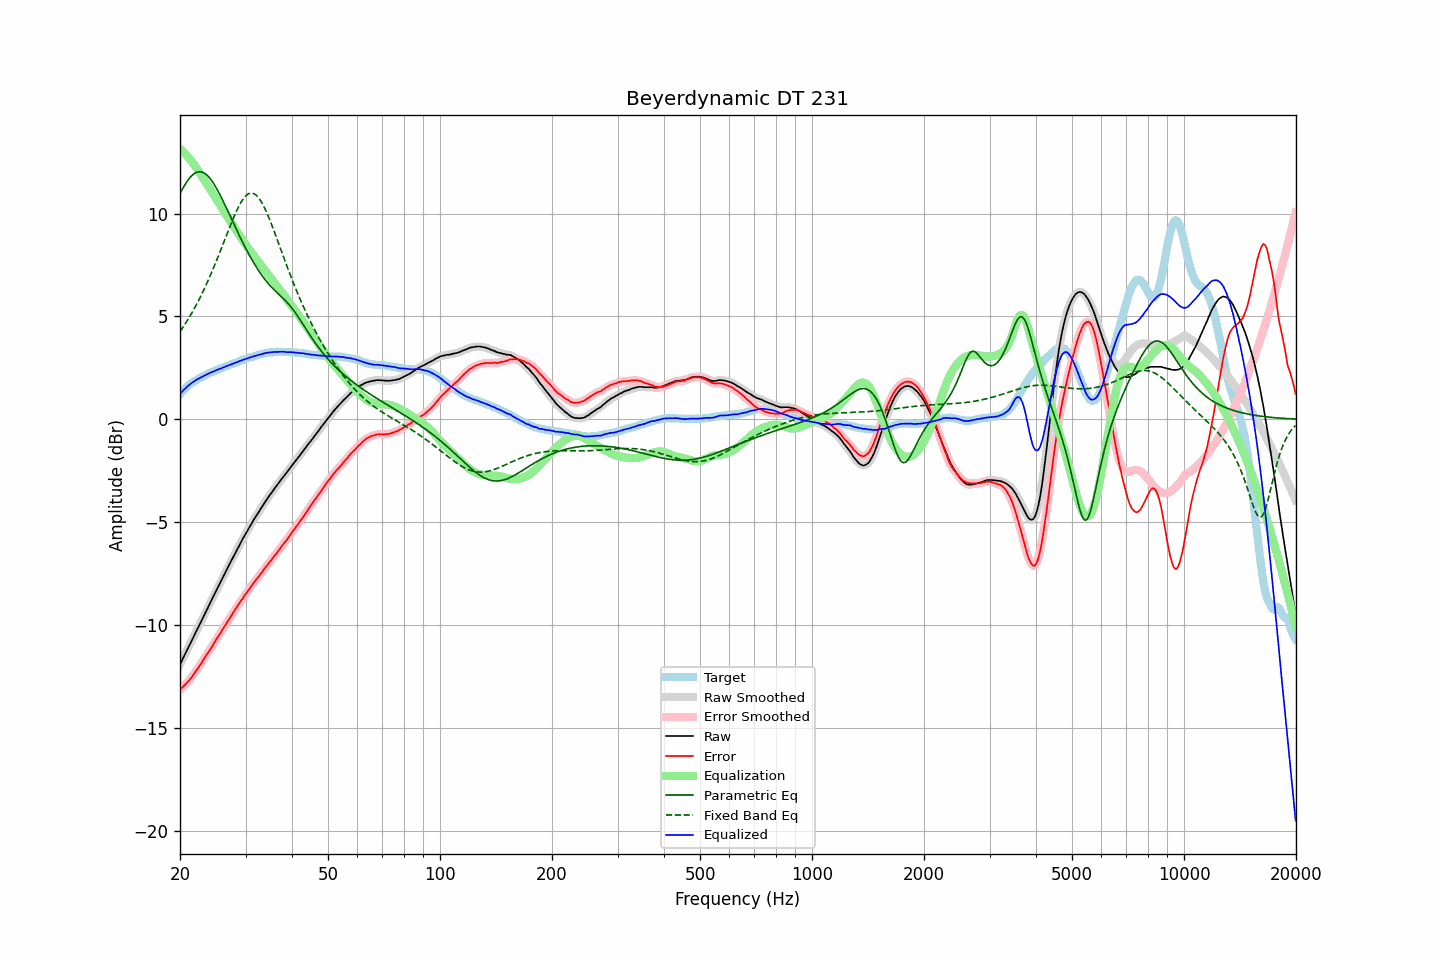 Beyerdynamic DT 231
Amplitude (dBr)
10
5
0
−5
−10
−15
−20
Target
Raw Smoothed
Error Smoothed
Raw
Error
Equalization
Parametric Eq
Fixed Band Eq
Equalized
20 50 100 200 500 1000 2000 5000 10000 20000
Frequency (Hz)